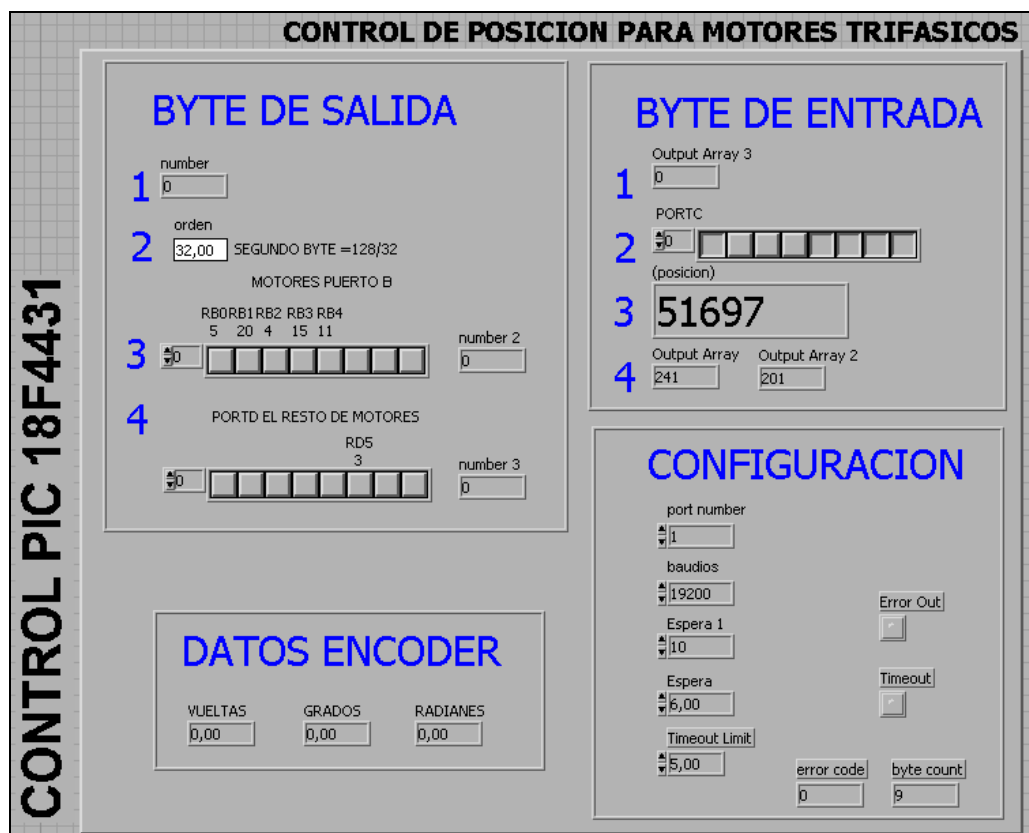 CONTROL DE POSICION PARA MOTORES TRIFASICOS
CONTROL PIC 18F4431
BYTE DE SALIDA
number
1
0
orden
2
32,00 SEGUNDO BYTE =128/32
MOTORES PUERTO B
RB0RB1RB2 RB3 RB4
5 20 4 15 11
number 2
3
0
0
4
PORTD EL RESTO DE MOTORES
RD5
3
number 3
0
0
DATOS ENCODER
VUELTAS GRADOS RADIANES
0,00 0,00 0,00
BYTE DE ENTRADA
Output Array 3
1
0
PORTC
2
0
(posicion)
3
51697
Output Array Output Array 2
4
241 201
CONFIGURACION
port number
1
baudios
19200
Error Out
Espera 1
10
Espera
6,00
Timeout
Timeout Limit
5,00
error code byte count
0 9